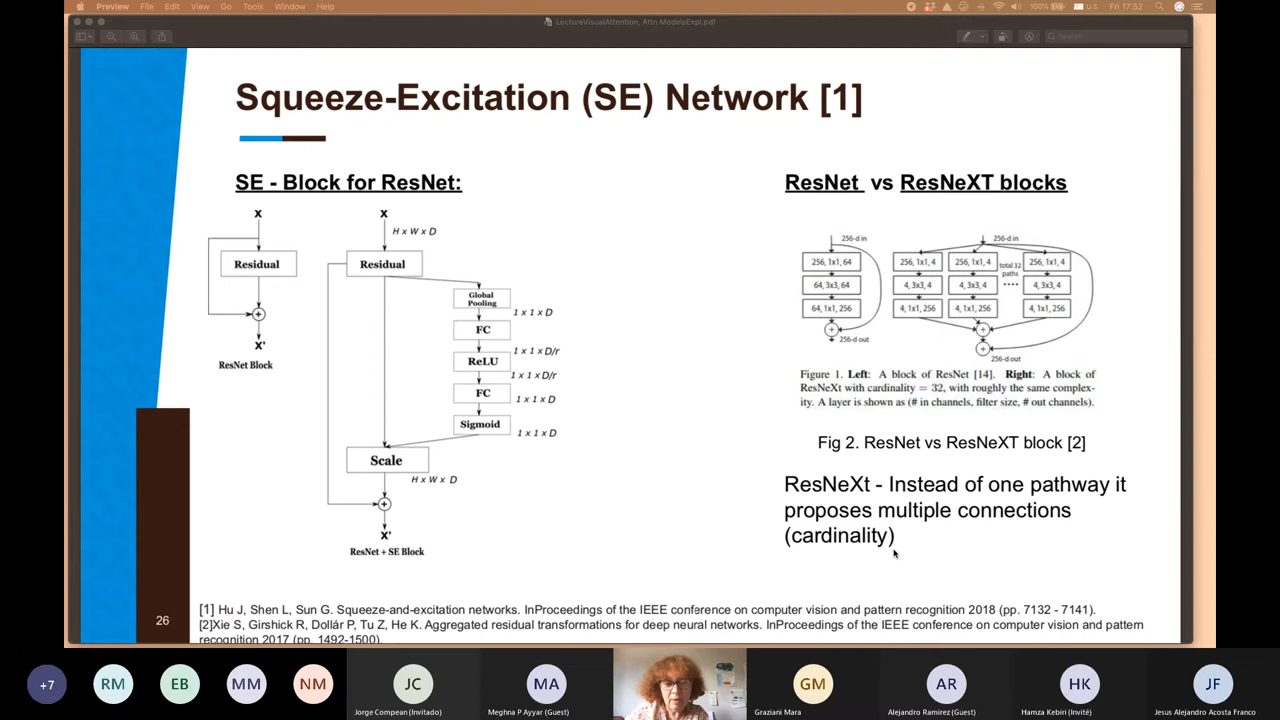 Preview File Edit View Go Tools Window Help
100% U.S. Fri 17:52
LectureVisualAttention, Attn ModelsExpl.pdf
Search
Squeeze-Excitation (SE) Network [1]
SE - Block for ResNet:
ResNet vs ResNeXT blocks
X
Residual
X'
ResNet Block
X
H x W x D
Residual
Global Pooling
1 x 1 x D
FC
1 x 1 x D/r
ReLU
1 x 1 x D/r
FC
1 x 1 x D
Sigmoid
1 x 1 x D
Scale
H x W x D
X'
ResNet + SE Block
256-d in
256, 1x1, 64
64, 3x3, 64
64, 1x1, 256
256-d out
256-d in
256, 1x1, 4 256, 1x1, 4 total 32 paths 256, 1x1, 4
4, 3x3, 4 4, 3x3, 4 .... 4, 3x3, 4
4, 1x1, 256 4, 1x1, 256 4, 1x1, 256
256-d out
Figure 1. Left: A block of ResNet [14]. Right: A block of
ResNeXt with cardinality = 32, with roughly the same complex-
ity. A layer is shown as (# in channels, filter size, # out channels).
Fig 2. ResNet vs ResNeXT block [2]
ResNeXt - Instead of one pathway it
proposes multiple connections
(cardinality)
26
[1] Hu J, Shen L, Sun G. Squeeze-and-excitation networks. InProceedings of the IEEE conference on computer vision and pattern recognition 2018 (pp. 7132 - 7141).
[2]Xie S, Girshick R, Dollár P, Tu Z, He K. Aggregated residual transformations for deep neural networks. InProceedings of the IEEE conference on computer vision and pattern
recognition 2017 (pp. 1492-1500).
+7 RM EB MM NM JC MA GM AR HK JF
Jorge Compean (Invitado) Meghna P Ayyar (Guest) Graziani Mara Alejandro Ramirez (Guest) Hamza Kebiri (Invité) Jesus Alejandro Acosta Franco